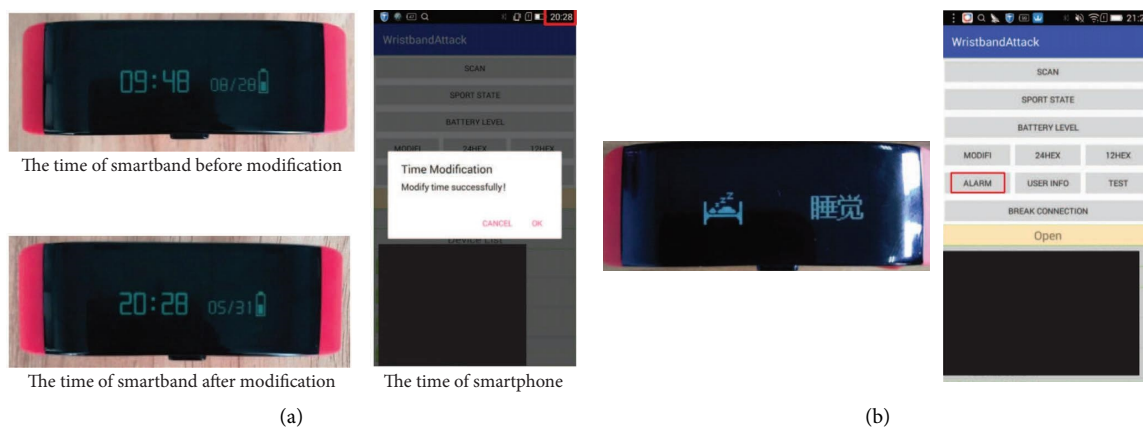 09:48 08/28
The time of smartband before modification
20:28 05/31
The time of smartband after modification
20:28
WristbandAttack
SCAN
SPORT STATE
BATTERY LEVEL
MODIFI 24HEX 12HEX
Time Modification
Modify time successfully!
CANCEL OK
The time of smartphone
(a)
睡觉
WristbandAttack
SCAN
SPORT STATE
BATTERY LEVEL
MODIFI 24HEX 12HEX
ALARM USER INFO TEST
BREAK CONNECTION
Open
(b)